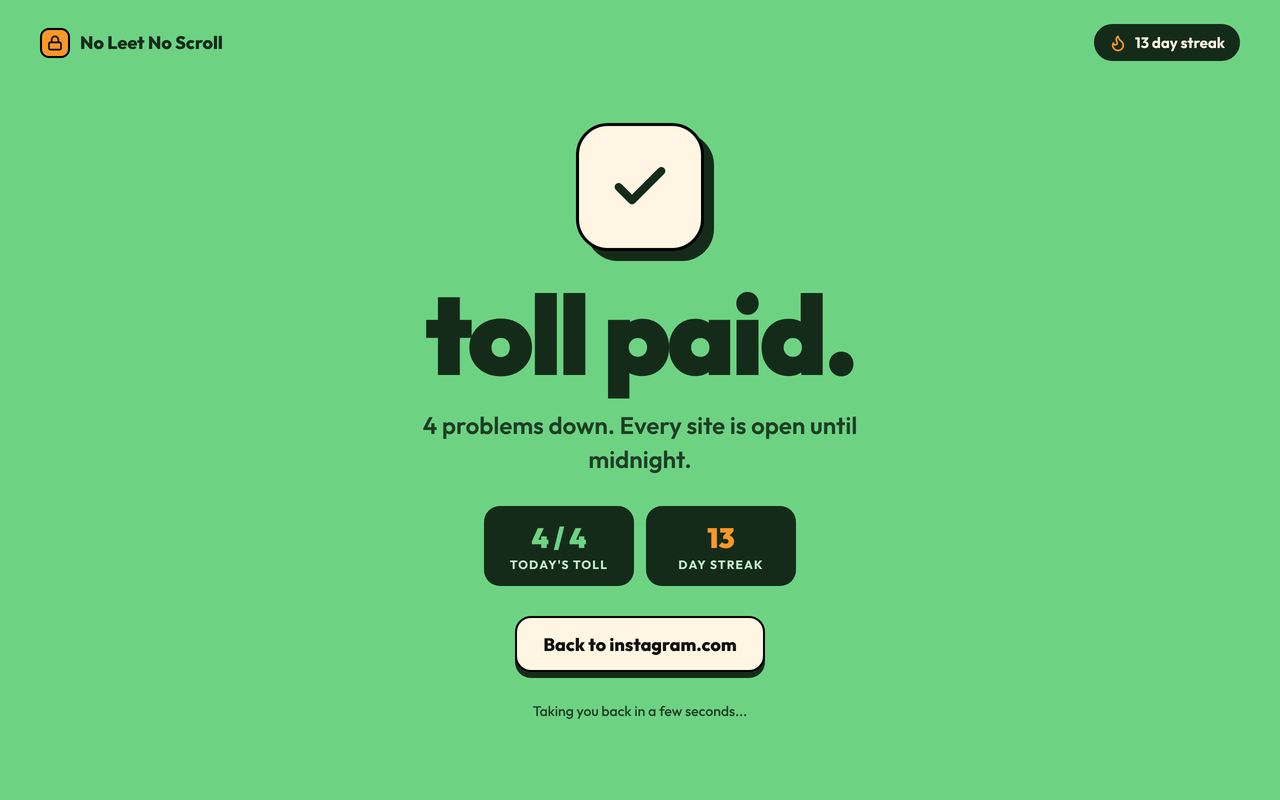 No Leet No Scroll
13 day streak
toll paid.
4 problems down. Every site is open until
midnight.
4 / 4
TODAY'S TOLL
13
DAY STREAK
Back to instagram.com
Taking you back in a few seconds...